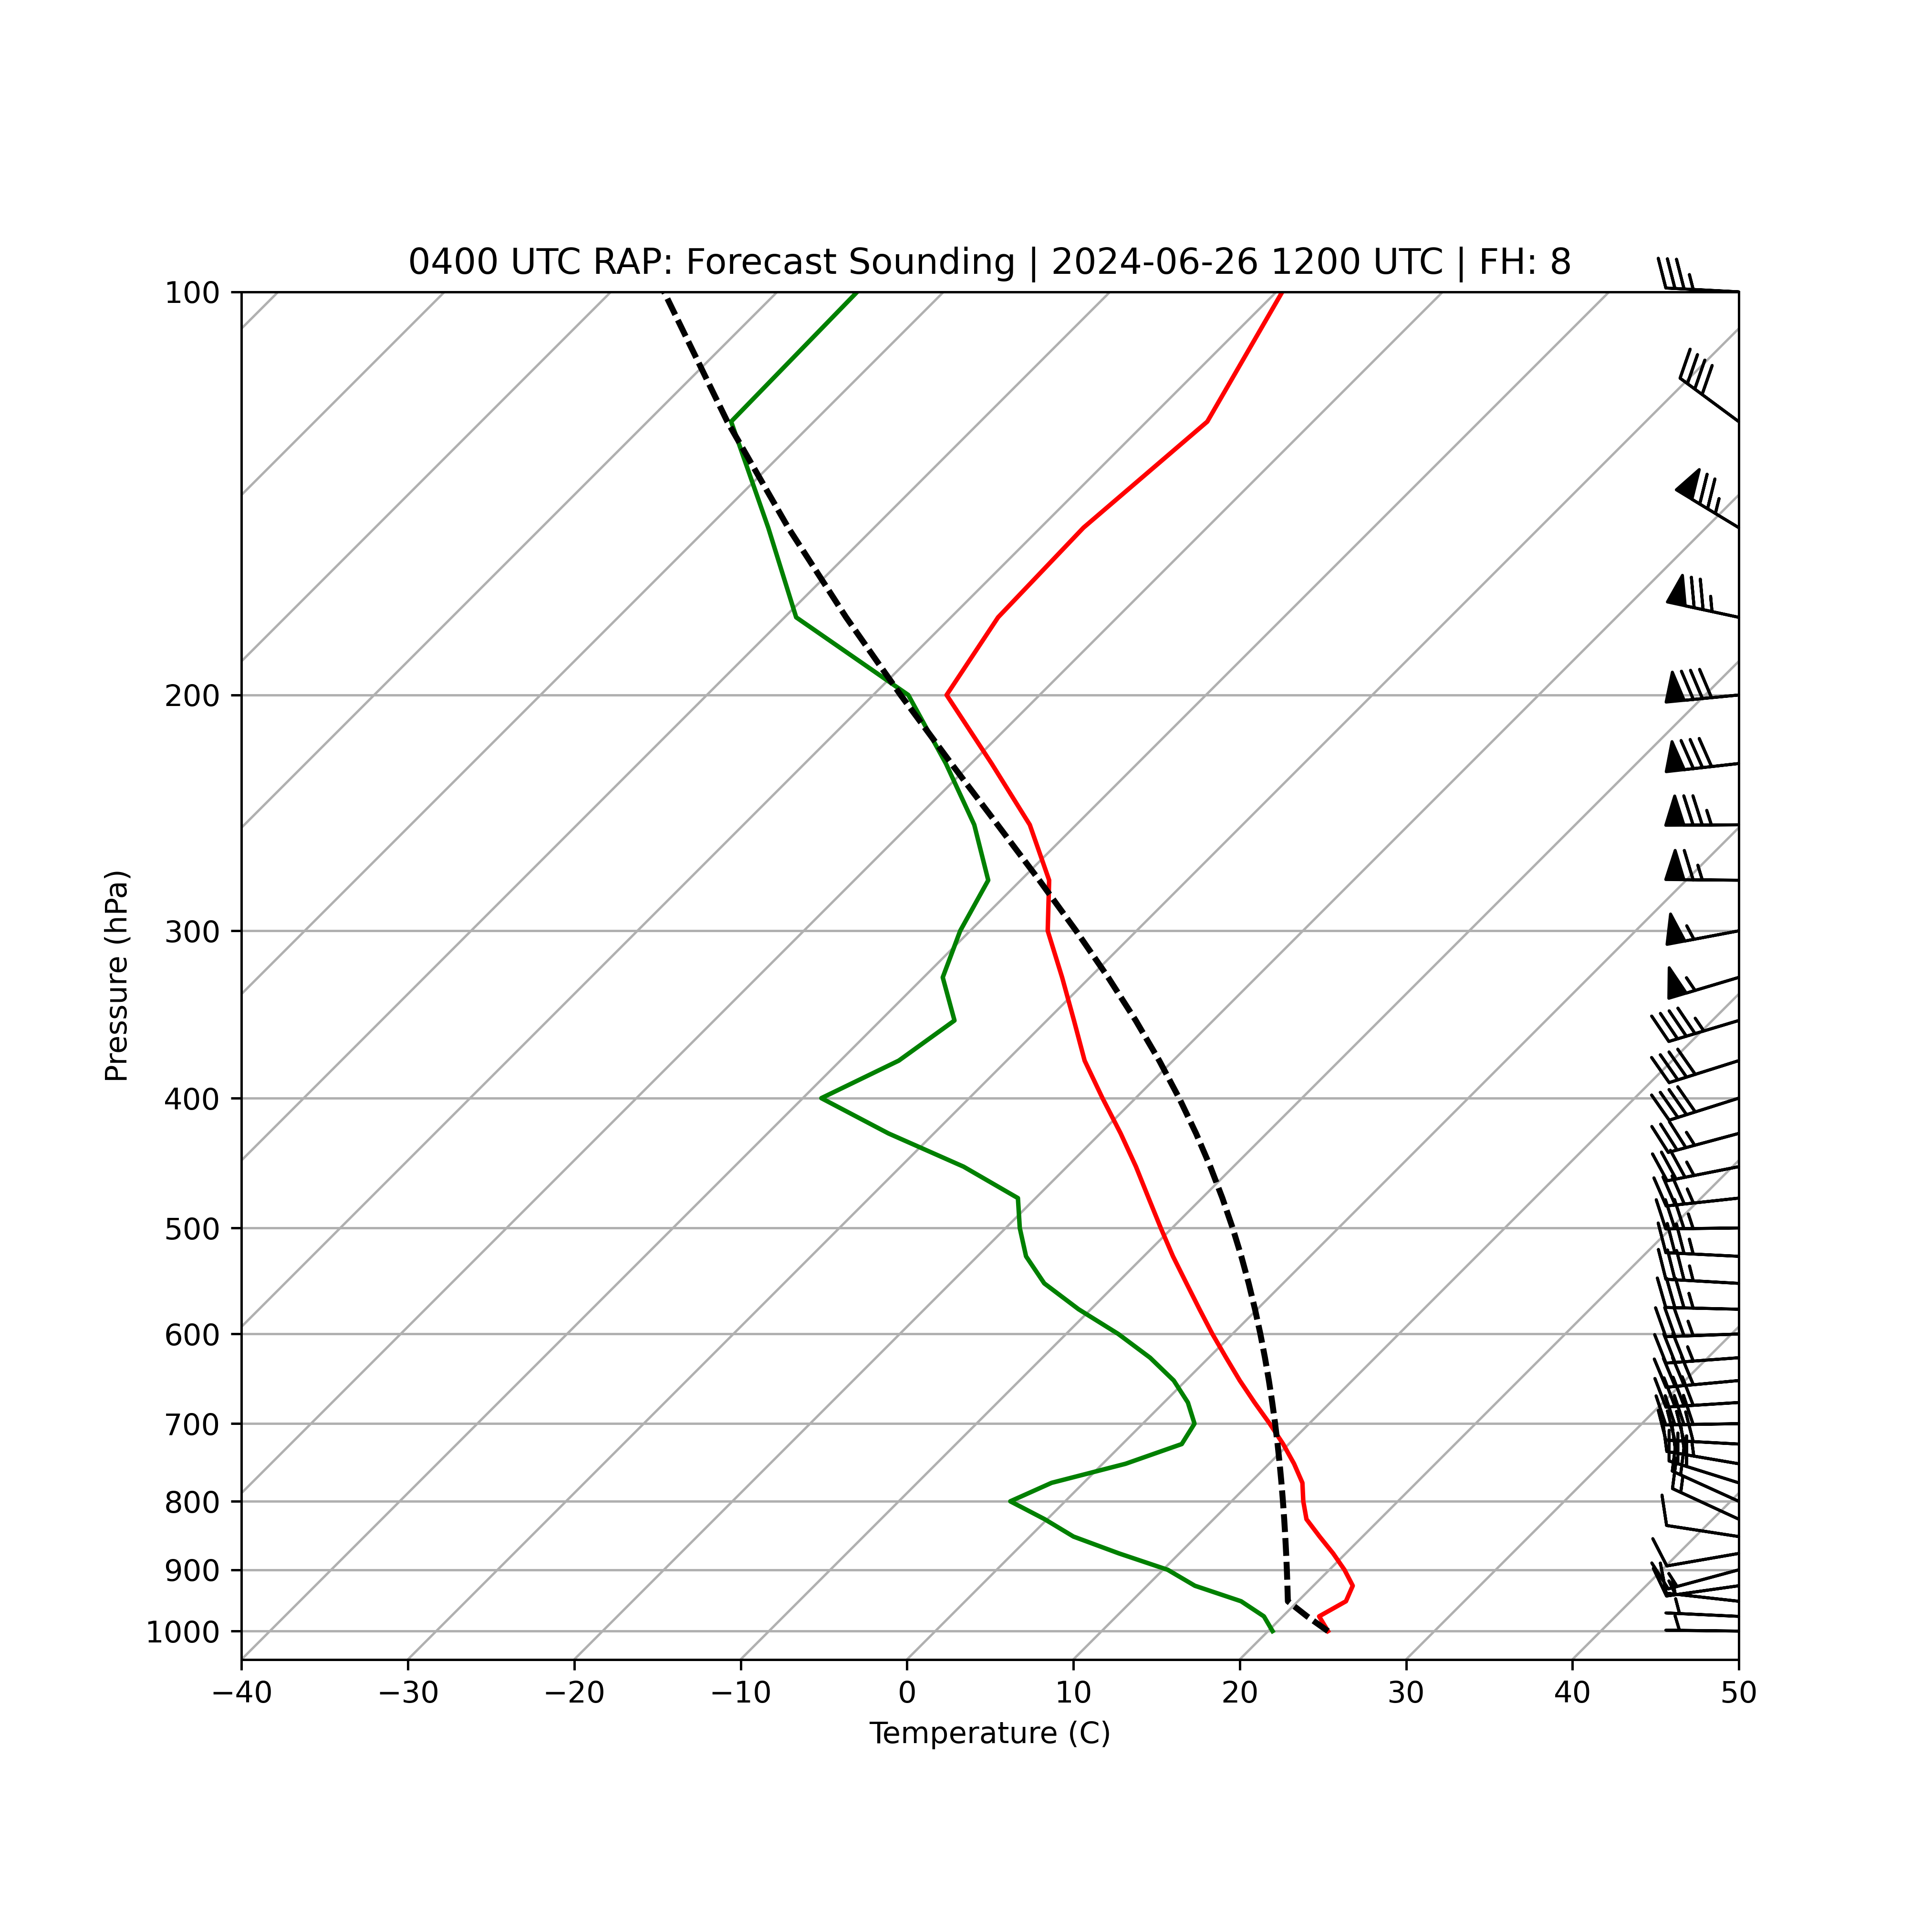 0400 UTC RAP: Forecast Sounding | 2024-06-26 1200 UTC | FH: 8
100
200
300
400
500
600
700
800
900
1000
Pressure (hPa)
−40 −30 −20 −10 0 10 20 30 40 50
Temperature (C)